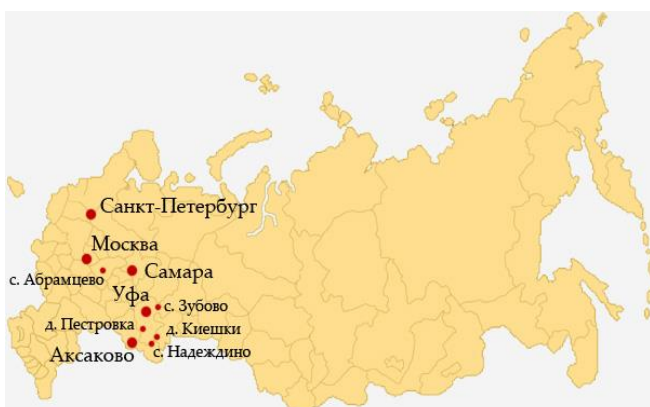 Санкт-Петербург
Москва
с. Абрамцево
Самара
Уфа
с. Зубово
д. Пестровка
д. Киешки
Аксаково
с. Надеждино